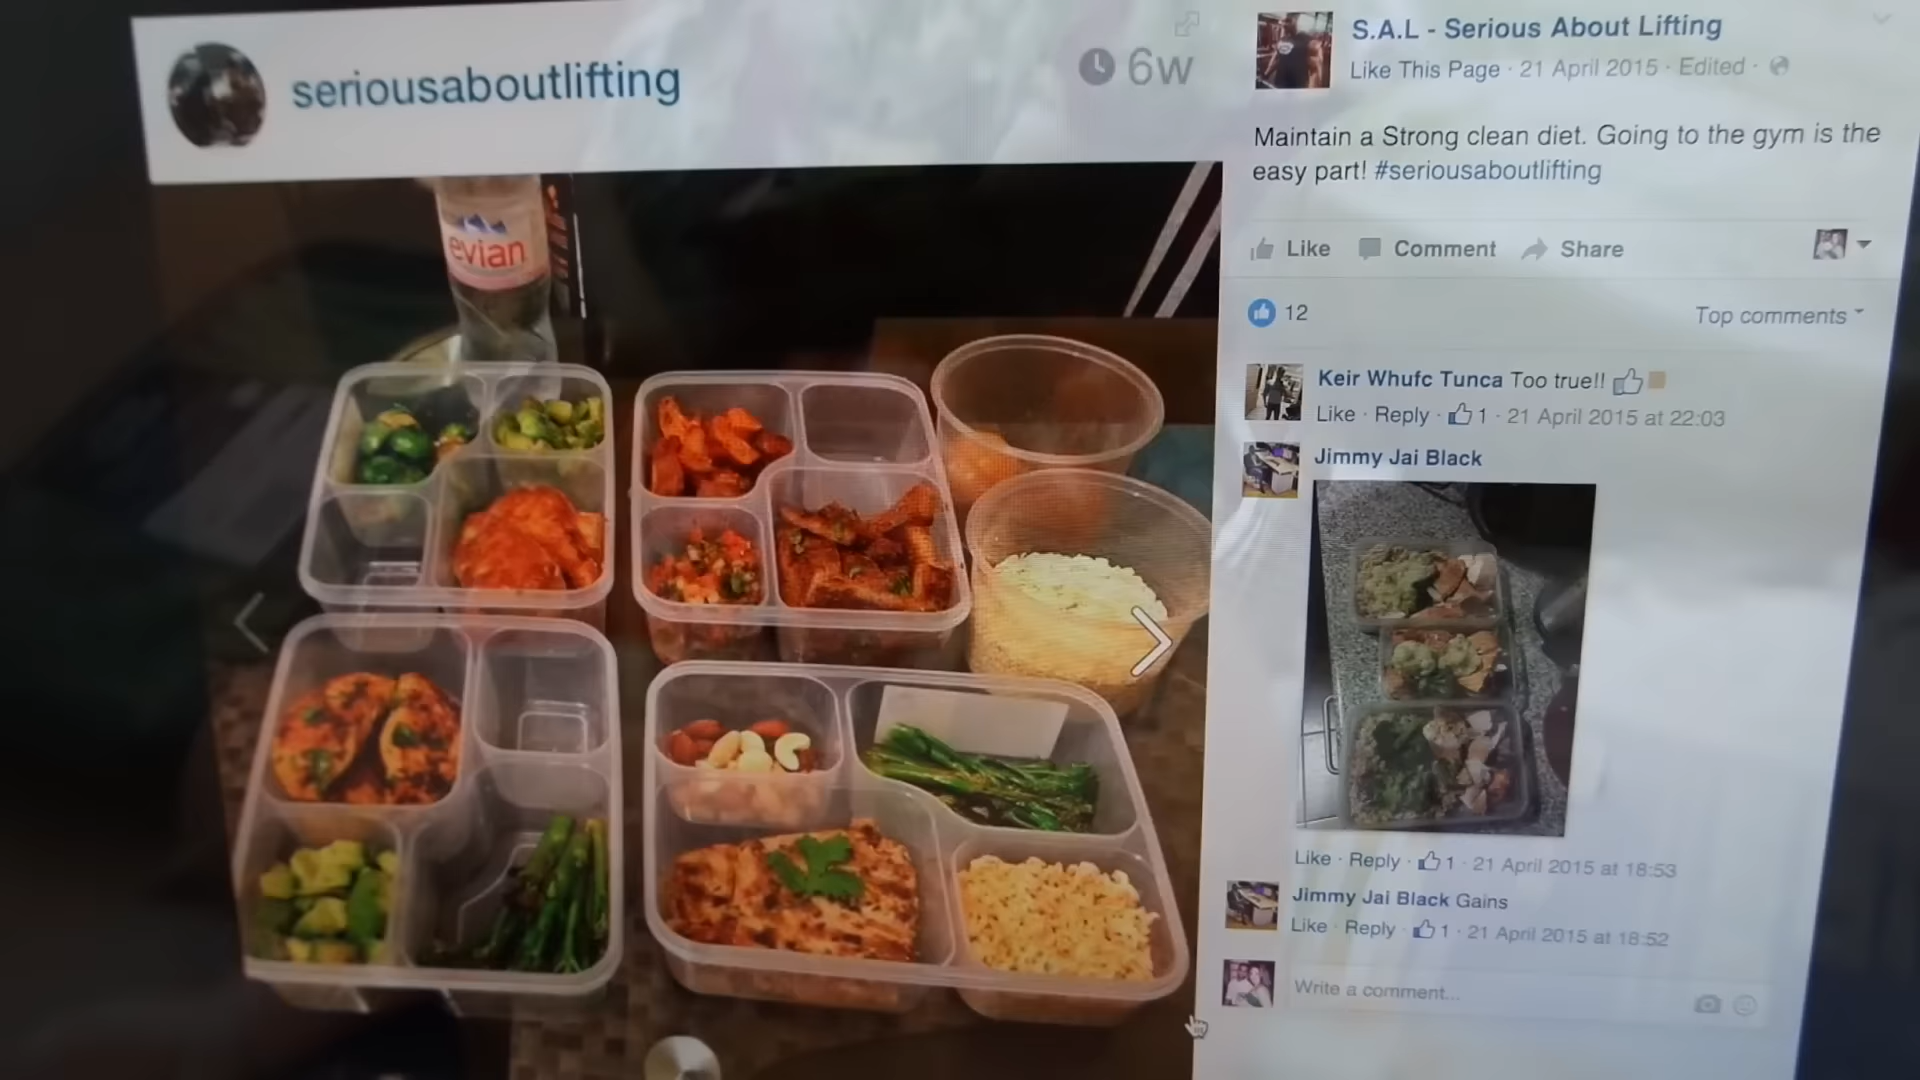 seriousaboutlifting
6w
evian
S.A.L - Serious About Lifting
Like This Page · 21 April 2015 · Edited ·
Maintain a Strong clean diet. Going to the gym is the
easy part! #seriousaboutlifting
Like Comment Share
12
Top comments
Keir Whufc Tunca Too true!!
Like · Reply · 1 · 21 April 2015 at 22:03
Jimmy Jai Black
Like · Reply · 1 · 21 April 2015 at 18:53
Jimmy Jai Black Gains
Like · Reply · 1 · 21 April 2015 at 18:52
Write a comment...